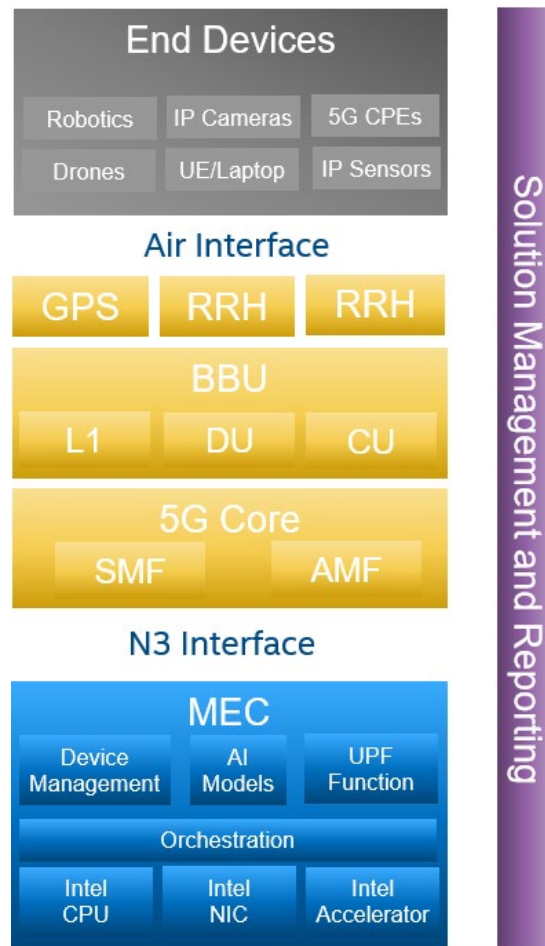 End Devices
Robotics
IP Cameras
5G CPEs
Drones
UE/Laptop
IP Sensors
Air Interface
GPS
RRH
RRH
BBU
L1
DU
CU
5G Core
SMF
AMF
N3 Interface
MEC
Device
Management
AI
Models
UPF
Function
Orchestration
Intel
CPU
Intel
NIC
Intel
Accelerator
Solution Management and Reporting